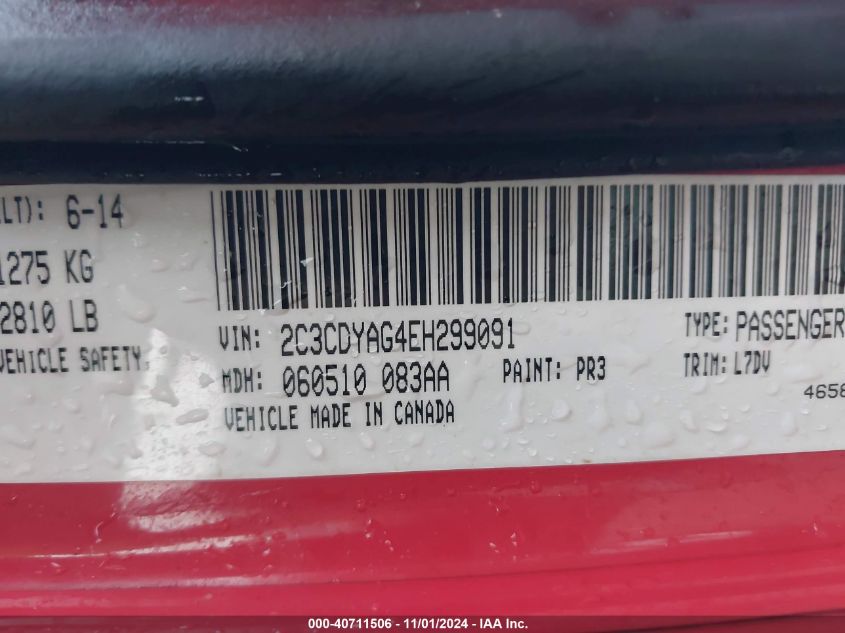 LT): 6-14
1275 KG
2810 LB
VEHICLE SAFETY,
VIN: 2C3CDYAG4EH299091
TYPE: PASSENGER
MDH: 060510 083AA
PAINT: PR3
TRIM: L7DV
VEHICLE MADE IN CANADA
4658
000-40711506 - 11/01/2024 - IAA Inc.